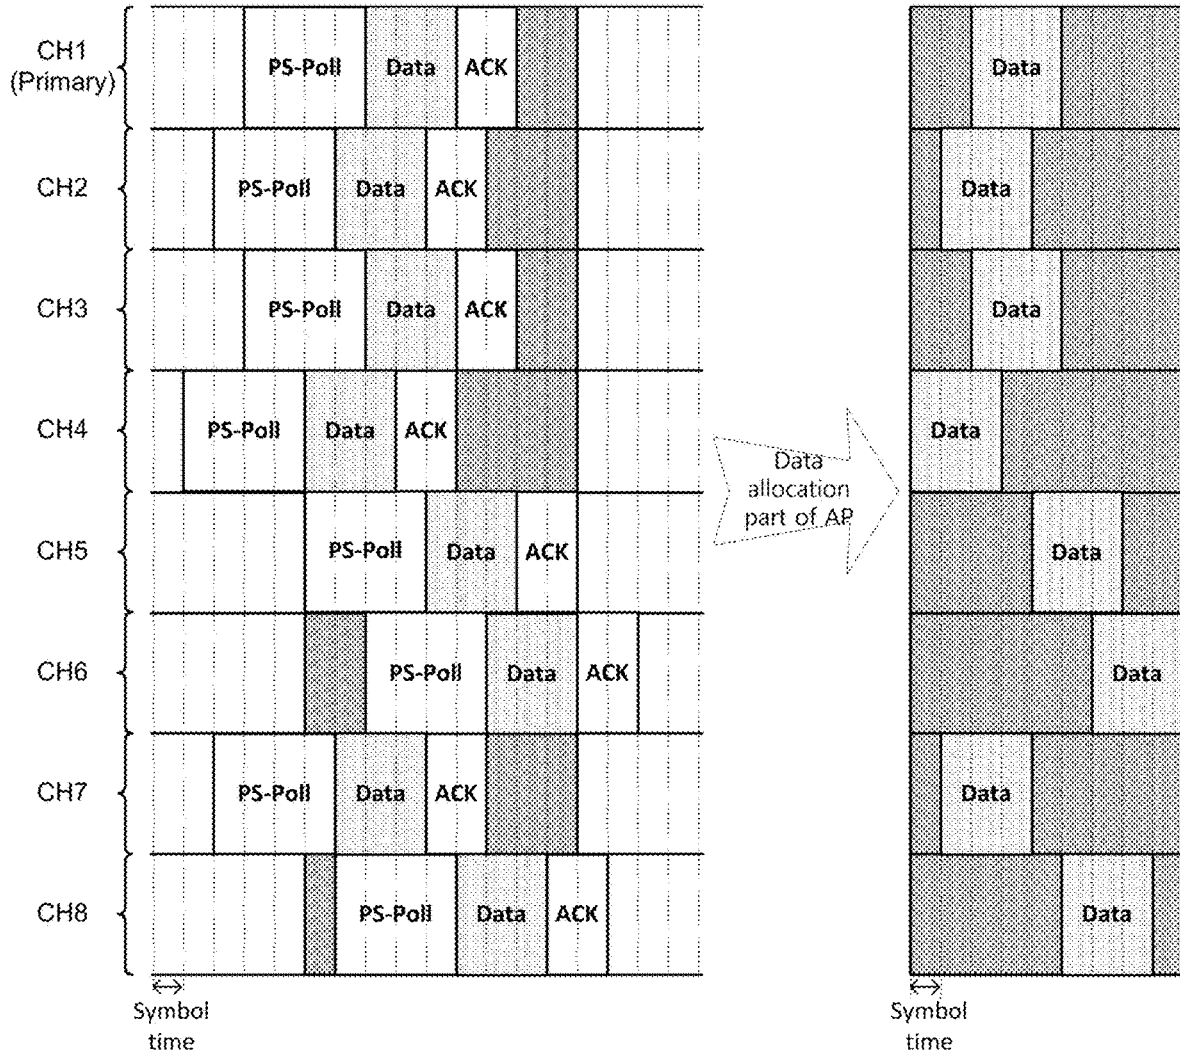 CH1
(Primary)
PS-Poll Data ACK Data
CH2
PS-Poll Data ACK Data
CH3
PS-Poll Data ACK Data
CH4
PS-Poll Data ACK Data
Data
allocation
part of AP
CH5
PS-Poll Data ACK Data
CH6
PS-Poll Data ACK Data
CH7
PS-Poll Data ACK Data
CH8
PS-Poll Data ACK Data
Symbol
time
Symbol
time